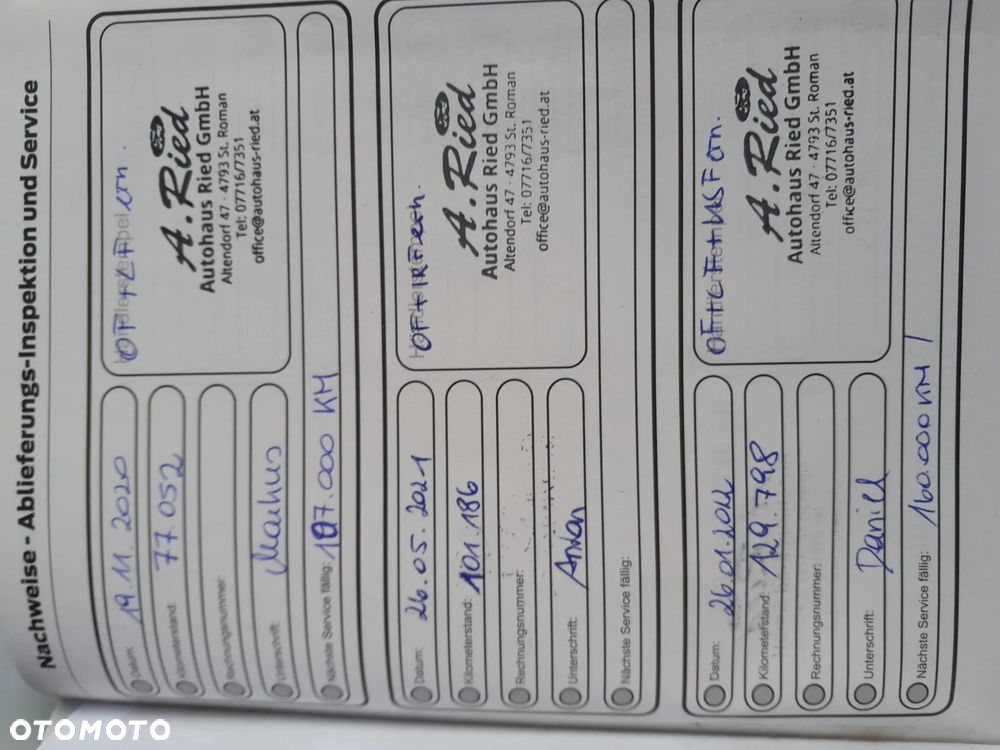 Nachweise - Ablieferungs-Inspektion und Service
Datum: 19.11.2020
Kilometerstand: 77.052
Rechnungsnummer:
Unterschrift: Markus
Nächste Service fällig: 107.000 KM
A. Ried
Autohaus Ried GmbH
Altendorf 47 · 4793 St. Roman
Tel: 07716/7351
office@autohaus-ried.at
Datum: 26.05.2021
Kilometerstand: 101.186
Rechnungsnummer:
Unterschrift: Anton
Nächste Service fällig:
A. Ried
Autohaus Ried GmbH
Altendorf 47 · 4793 St. Roman
Tel: 07716/7351
office@autohaus-ried.at
Datum: 26.01.2022
Kilometerstand: 129.798
Rechnungsnummer:
Unterschrift: Daniel
Nächste Service fällig: 160.000 KM /
A. Ried
Autohaus Ried GmbH
Altendorf 47 · 4793 St. Roman
Tel: 07716/7351
office@autohaus-ried.at
OTOMOTO